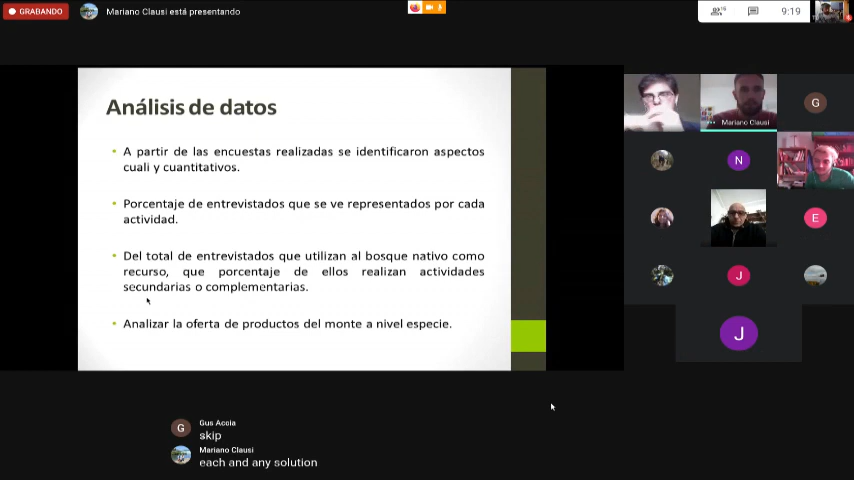 GRABANDO
Mariano Clausi está presentando
9:19
Análisis de datos
A partir de las encuestas realizadas se identificaron aspectos
cuali y cuantitativos.
Porcentaje de entrevistados que se ve representados por cada
actividad.
Del total de entrevistados que utilizan al bosque nativo como
recurso, que porcentaje de ellos realizan actividades
secundarias o complementarias.
Analizar la oferta de productos del monte a nivel especie.
Mariano Clausi
G
N
E
J
J
G
Gus Accia
skip
Mariano Clausi
each and any solution